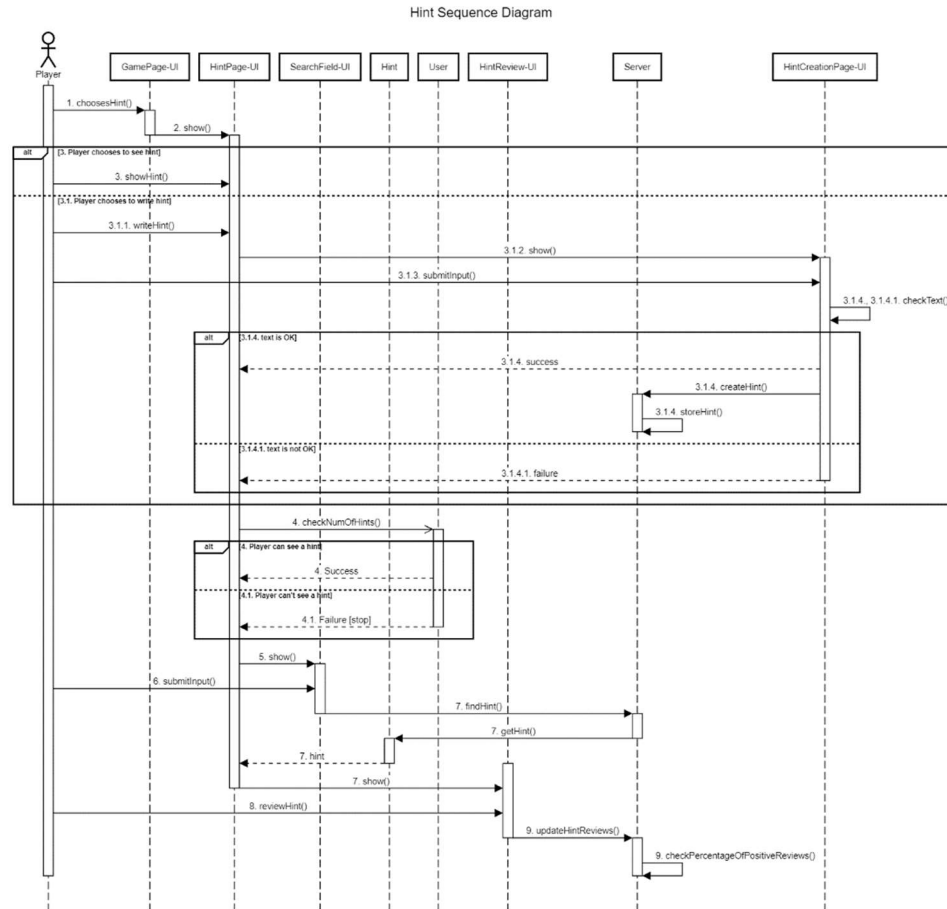 Hint Sequence Diagram
Player
GamePage-UI
HintPage-UI
SearchField-UI
Hint
User
HintReview-UI
Server
HintCreationPage-UI
1. choosesHint()
2. show()
alt
[3. Player chooses to see hint]
3. showHint()
[3.1. Player chooses to write hint]
3.1.1. writeHint()
3.1.2. show()
3.1.3. submitInput()
3.1.4., 3.1.4.1. checkText()
alt
[3.1.4. text is OK]
3.1.4. success
3.1.4. createHint()
3.1.4. storeHint()
[3.1.4.1. text is not OK]
3.1.4.1. failure
4. checkNumOfHints()
alt
[4. Player can see a hint]
4. Success
[4.1. Player can't see a hint]
4.1. Failure [stop]
5. show()
6. submitInput()
7. findHint()
7. getHint()
7. hint
7. show()
8. reviewHint()
9. updateHintReviews()
9. checkPercentageOfPositiveReviews()